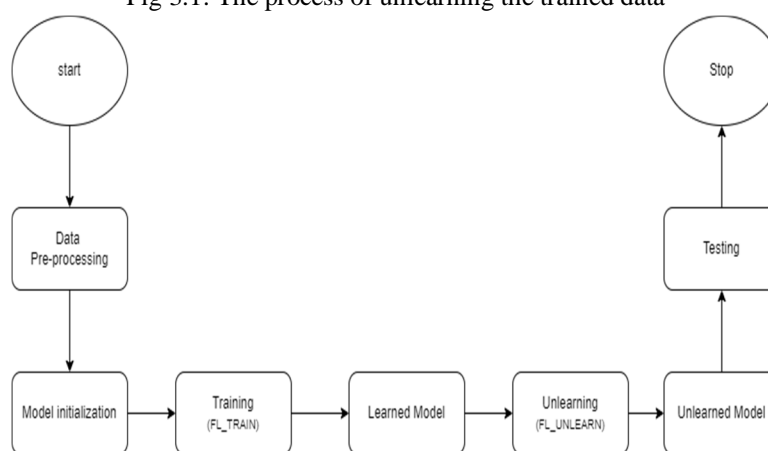 Fig 3.1: The process of unlearning the trained data
start
Data
Pre-processing
Model initialization
Training
(FL_TRAIN)
Learned Model
Unlearning
(FL_UNLEARN)
Unlearned Model
Testing
Stop